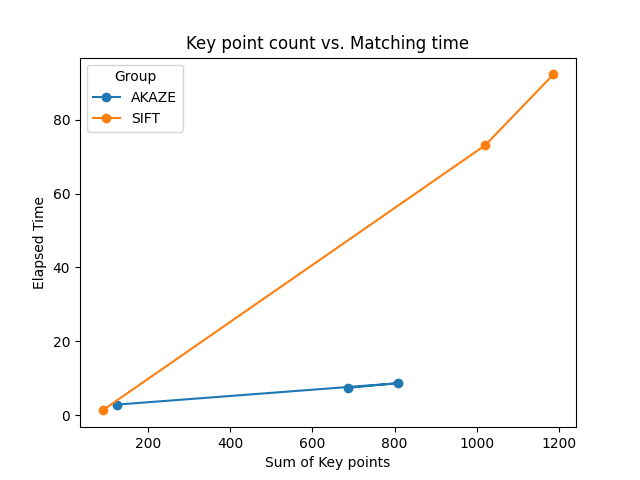 Key point count vs. Matching time
Group
AKAZE
SIFT
Elapsed Time
80
60
40
20
0
200
400
600
800
1000
1200
Sum of Key points